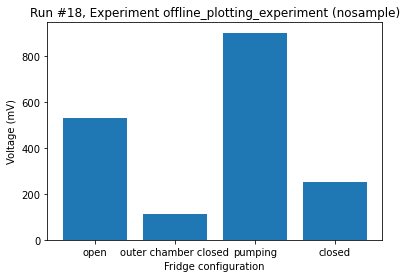 Run #18, Experiment offline_plotting_experiment (nosample)
Voltage (mV)
800
600
400
200
0
open outer chamber closed pumping closed
Fridge configuration